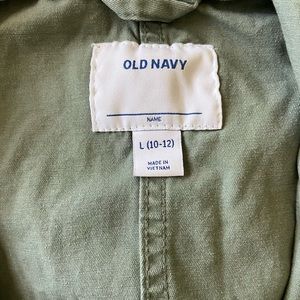 OLD NAVY
NAME
L (10-12)
MADE IN
VIETNAM